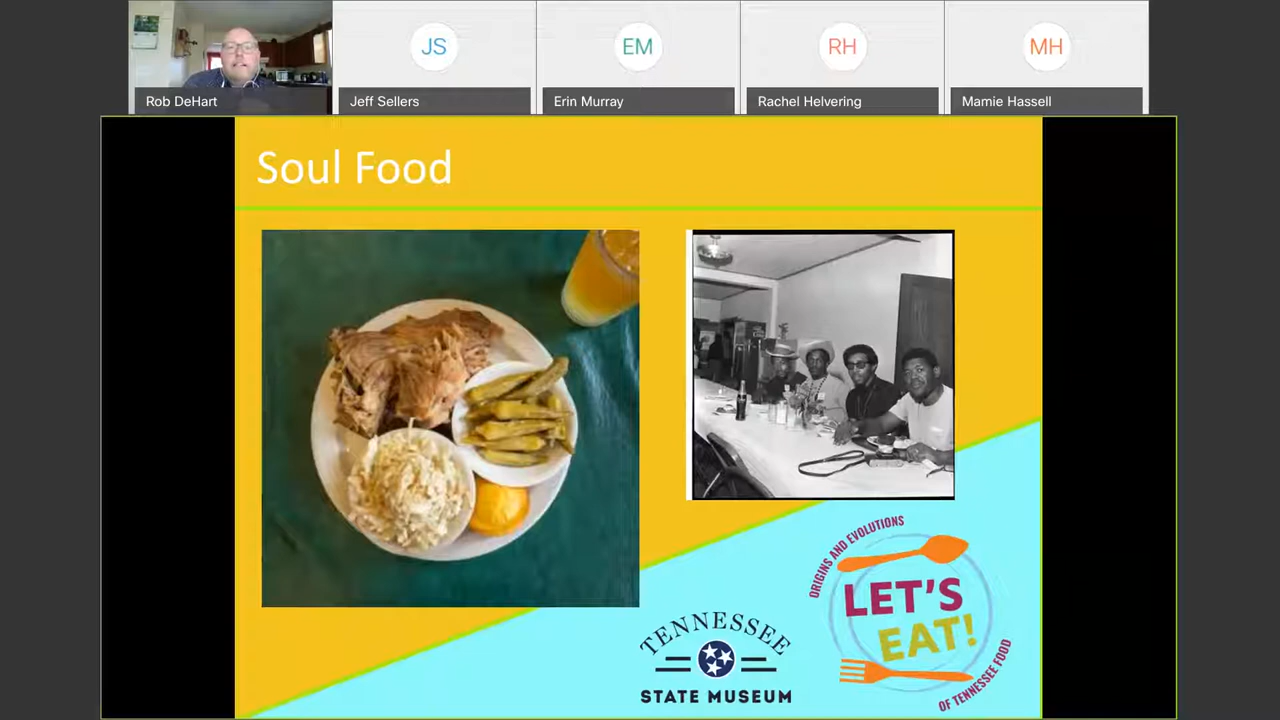 JS
EM
RH
MH
Rob DeHart
Jeff Sellers
Erin Murray
Rachel Helvering
Mamie Hassell
Soul Food
ORIGINS AND EVOLUTIONS
LET'S
EAT!
OF TENNESSEE FOOD
TENNESSEE
STATE MUSEUM